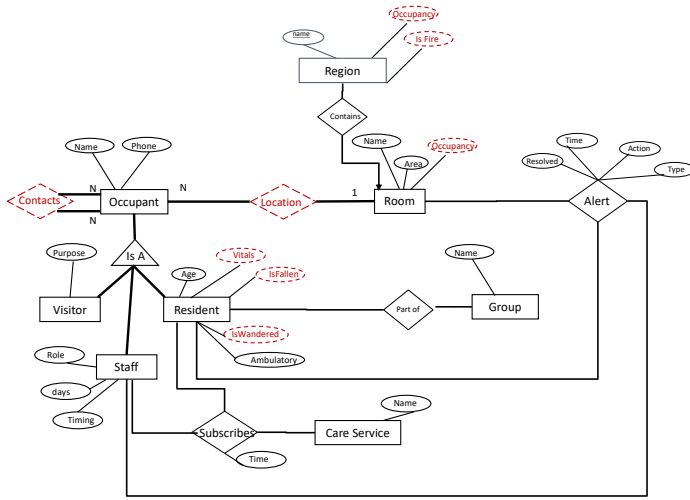 Occupancy
name
Is Fire
Region
Contains
Time
Name
Action
Name
Phone
Occupancy
Area
Resolved
Type
N
N
1
Contacts
Occupant
Location
Room
Alert
N
Is A
Purpose
Vitals
Age
IsFallen
Name
Visitor
Resident
Part of
Group
IsWandered
Role
Staff
Ambulatory
days
Name
Timing
Subscribes
Care Service
Time